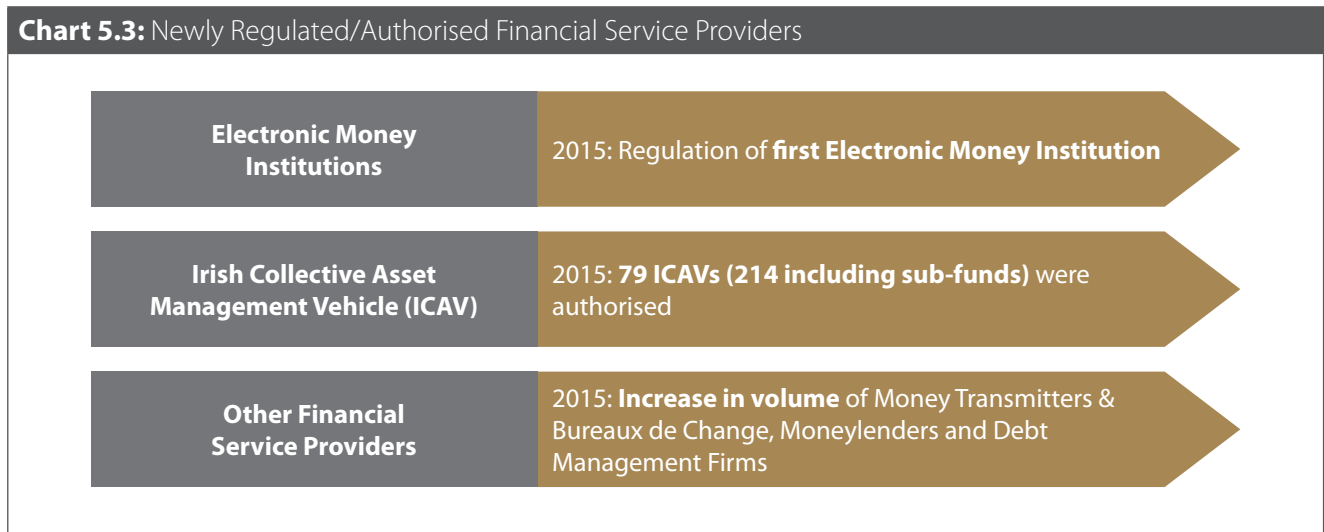 Chart 5.3: Newly Regulated/Authorised Financial Service Providers
Electronic Money
Institutions
2015: Regulation of first Electronic Money Institution
Irish Collective Asset
Management Vehicle (ICAV)
2015: 79 ICAVs (214 including sub-funds) were
authorised
Other Financial
Service Providers
2015: Increase in volume of Money Transmitters &
Bureaux de Change, Moneylenders and Debt
Management Firms